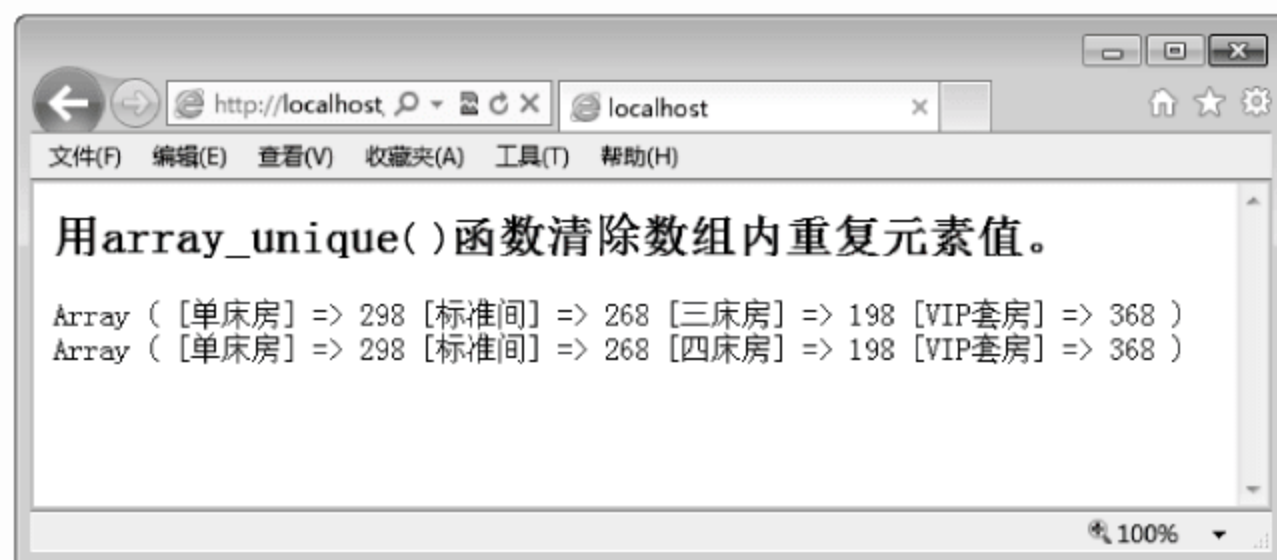 http://localhost, localhost
文件(F) 编辑(E) 查看(V) 收藏夹(A) 工具(T) 帮助(H)
用array_unique()函数清除数组内重复元素值。
Array ( [单床房] => 298 [标准间] => 268 [三床房] => 198 [VIP套房] => 368 )
Array ( [单床房] => 298 [标准间] => 268 [四床房] => 198 [VIP套房] => 368 )
100%